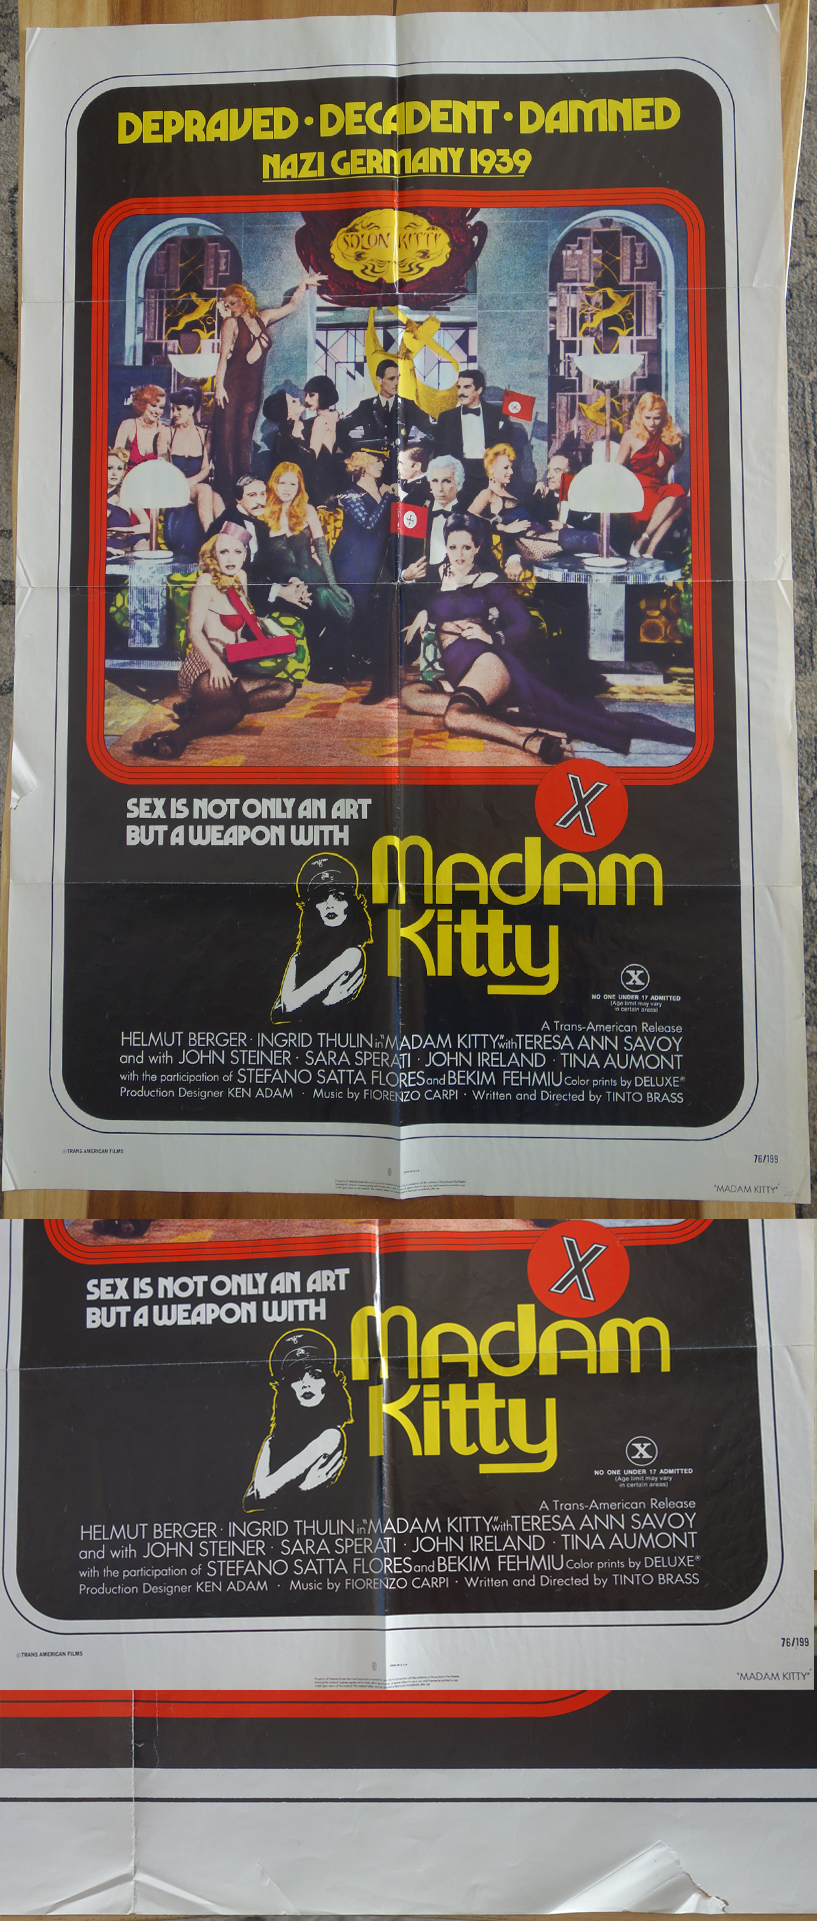 DEPRAVED • DECADENT • DAMNED
NAZI GERMANY 1939
SALON KITTY
SEX IS NOT ONLY AN ART
BUT A WEAPON WITH
X
Madam
Kitty
X
NO ONE UNDER 17 ADMITTED
(Age limit may vary
in certain areas)
A Trans-American Release
HELMUT BERGER · INGRID THULIN in "MADAM KITTY" with TERESA ANN SAVOY
and with JOHN STEINER · SARA SPERATI · JOHN IRELAND · TINA AUMONT
with the participation of STEFANO SATTA FLORES and BEKIM FEHMIU Color prints by DELUXE®
Production Designer KEN ADAM · Music by FIORENZO CARPI · Written and Directed by TINTO BRASS
©TRANS AMERICAN FILMS
76/199
"MADAM KITTY"
SEX IS NOT ONLY AN ART
BUT A WEAPON WITH
X
Madam
Kitty
X
NO ONE UNDER 17 ADMITTED
(Age limit may vary
in certain areas)
A Trans-American Release
HELMUT BERGER · INGRID THULIN in "MADAM KITTY" with TERESA ANN SAVOY
and with JOHN STEINER · SARA SPERATI · JOHN IRELAND · TINA AUMONT
with the participation of STEFANO SATTA FLORES and BEKIM FEHMIU Color prints by DELUXE®
Production Designer KEN ADAM · Music by FIORENZO CARPI · Written and Directed by TINTO BRASS
©TRANS AMERICAN FILMS
76/199
"MADAM KITTY"